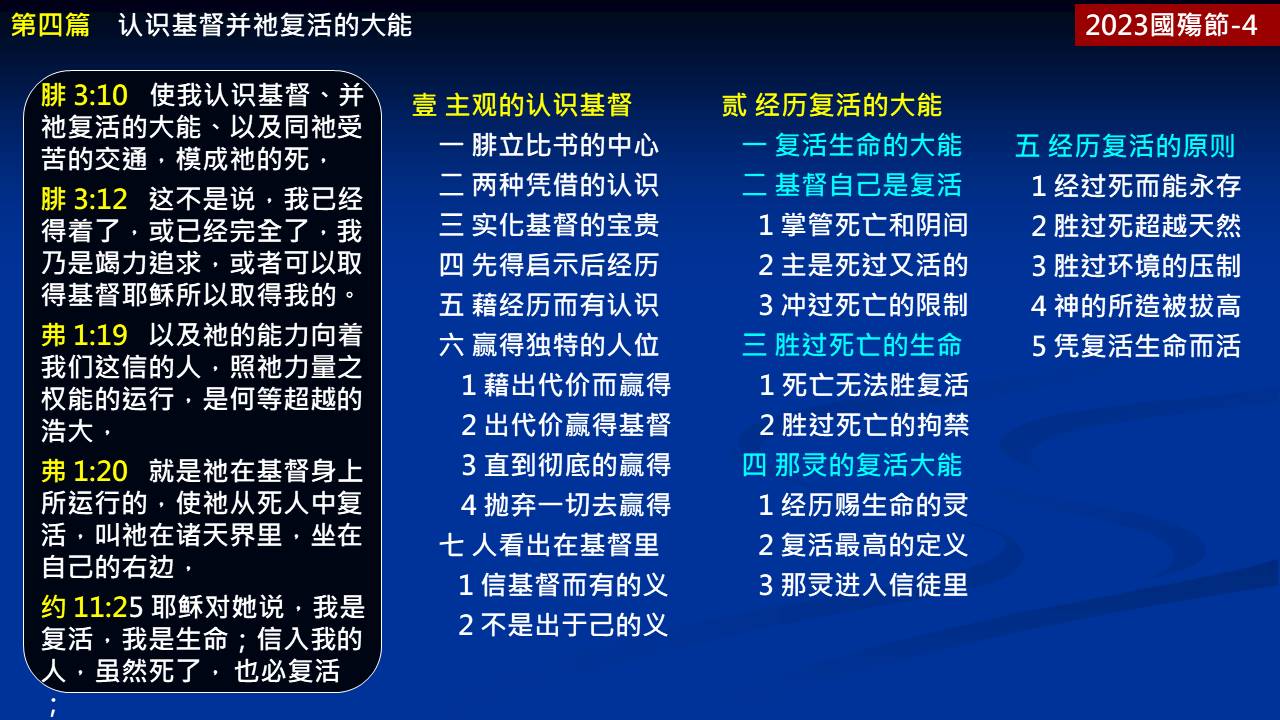 第四篇 认识基督并祂复活的大能
2023國殤節-4
腓 3:10 使我认识基督、并
祂复活的大能、以及同祂受
苦的交通，模成祂的死，
腓 3:12 这不是说，我已经
得着了，或已经完全了，我
乃是竭力追求，或者可以取
得基督耶稣所以取得我的。
弗 1:19 以及祂的能力向着
我们这信的人，照祂力量之
权能的运行，是何等超越的
浩大，
弗 1:20 就是祂在基督身上
所运行的，使祂从死人中复
活，叫祂在诸天界里，坐在
自己的右边，
约 11:25 耶稣对她说，我是
复活，我是生命；信入我的
人，虽然死了，也必复活
；
壹 主观的认识基督
一 腓立比书的中心
二 两种凭借的认识
三 实化基督的宝贵
四 先得启示后经历
五 藉经历而有认识
六 赢得独特的人位
1 藉出代价而赢得
2 出代价赢得基督
3 直到彻底的赢得
4 抛弃一切去赢得
七 人看出在基督里
1 信基督而有的义
2 不是出于己的义
贰 经历复活的大能
一 复活生命的大能
二 基督自己是复活
1 掌管死亡和阴间
2 主是死过又活的
3 冲过死亡的限制
三 胜过死亡的生命
1 死亡无法胜复活
2 胜过死亡的拘禁
四 那灵的复活大能
1 经历赐生命的灵
2 复活最高的定义
3 那灵进入信徒里
五 经历复活的原则
1 经过死而能永存
2 胜过死超越天然
3 胜过环境的压制
4 神的所造被拔高
5 凭复活生命而活